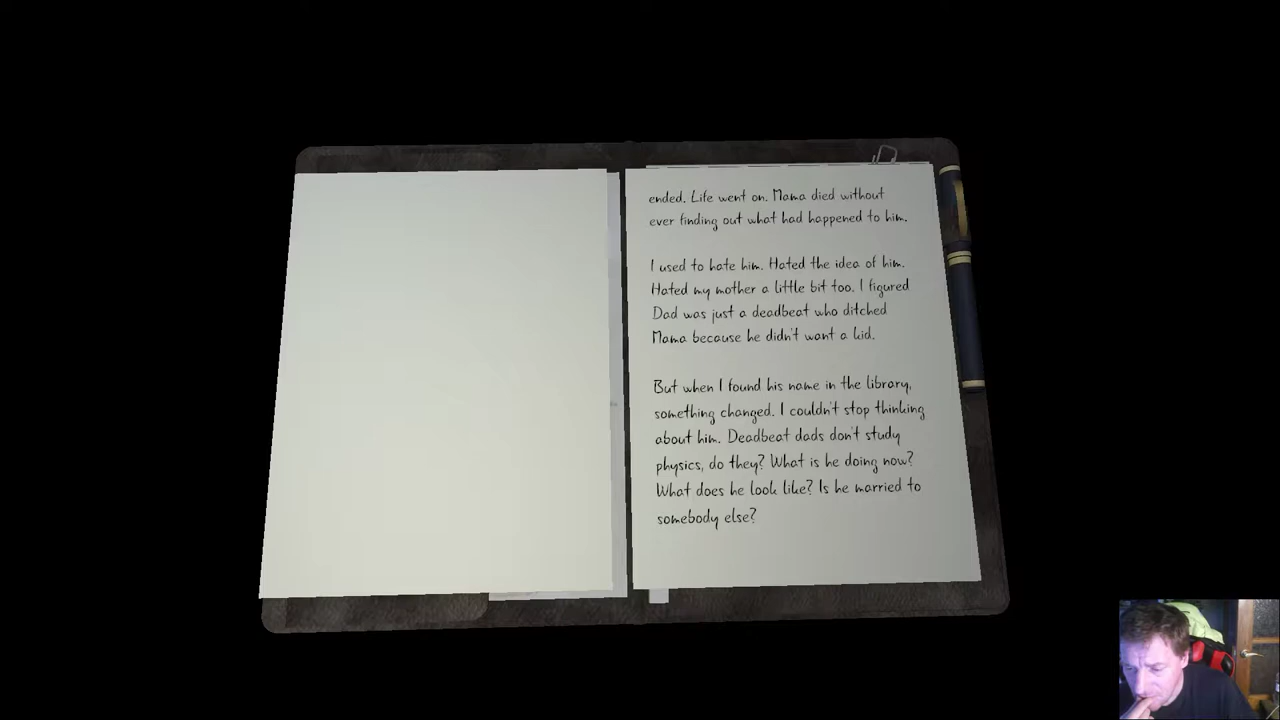 ended. Life went on. Mama died without
ever finding out what had happened to him.
I used to hate him. Hated the idea of him.
Hated my mother a little bit too. I figured
Dad was just a deadbeat who ditched
Mama because he didn't want a kid.
But when I found his name in the library,
something changed. I couldn't stop thinking
about him. Deadbeat dads don't study
physics, do they? What is he doing now?
What does he look like? Is he married to
somebody else?